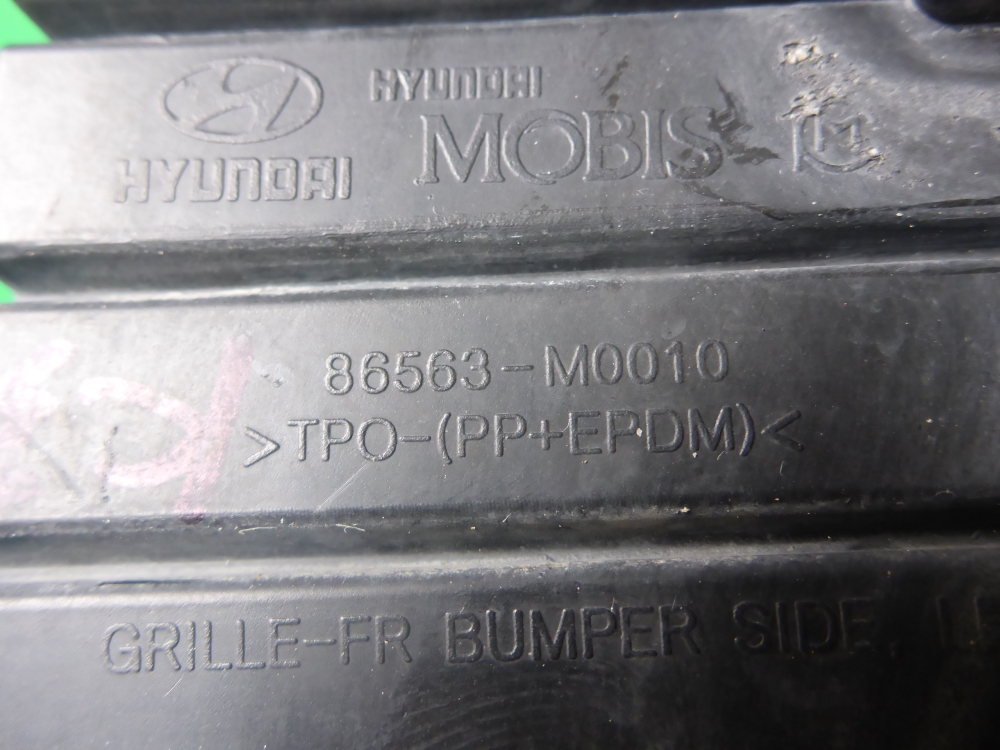 HYUNDAI
HYUNDAI
MOBIS
86563-M0010
>TPO-(PP+EPDM)<
GRILLE-FR BUMPER SIDE,